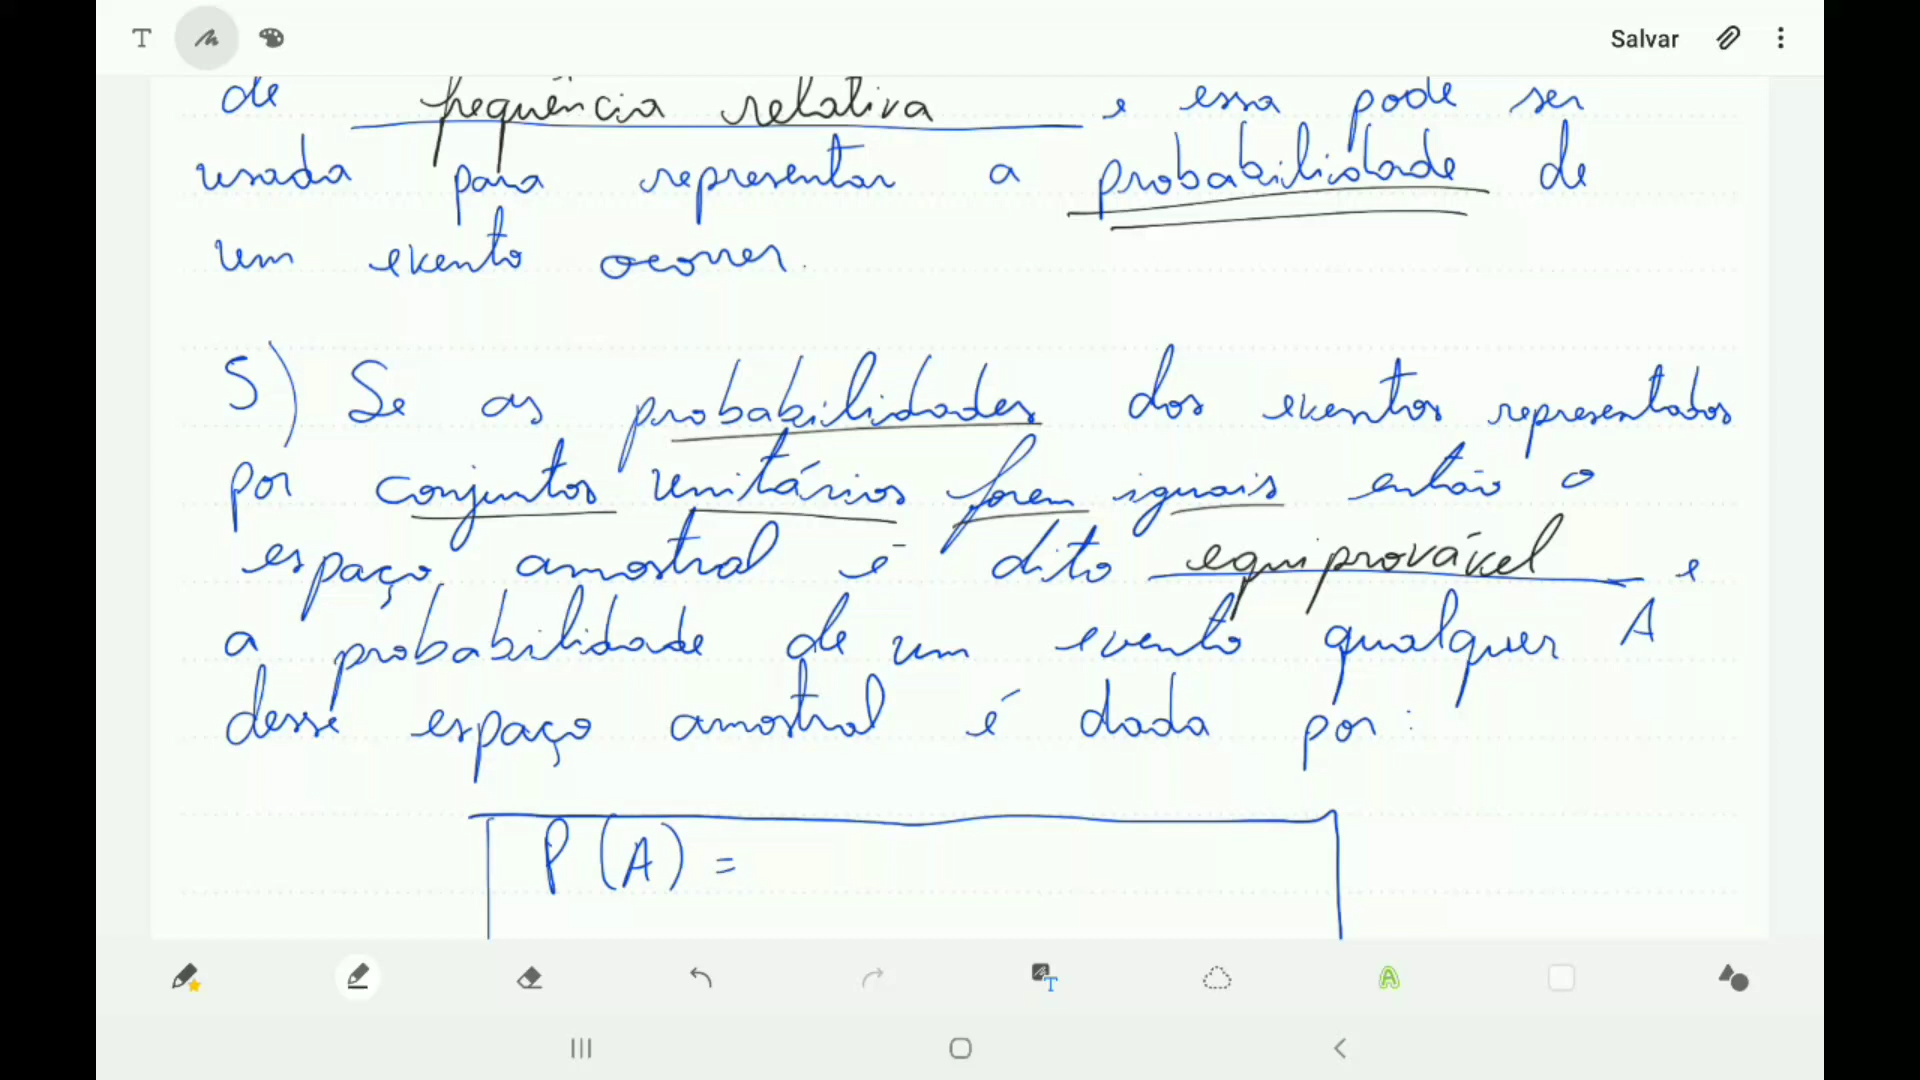 T Salvar
de frequência relativa e essa pode ser
usada para representar a probabilidade de
um evento ocorrer.
5) Se as probabilidades dos eventos representados
por conjuntos unitários forem iguais então o
espaço amostral é dito equiprovável e
a probabilidade de um evento qualquer A
desse espaço amostral é dada por:
P(A) =